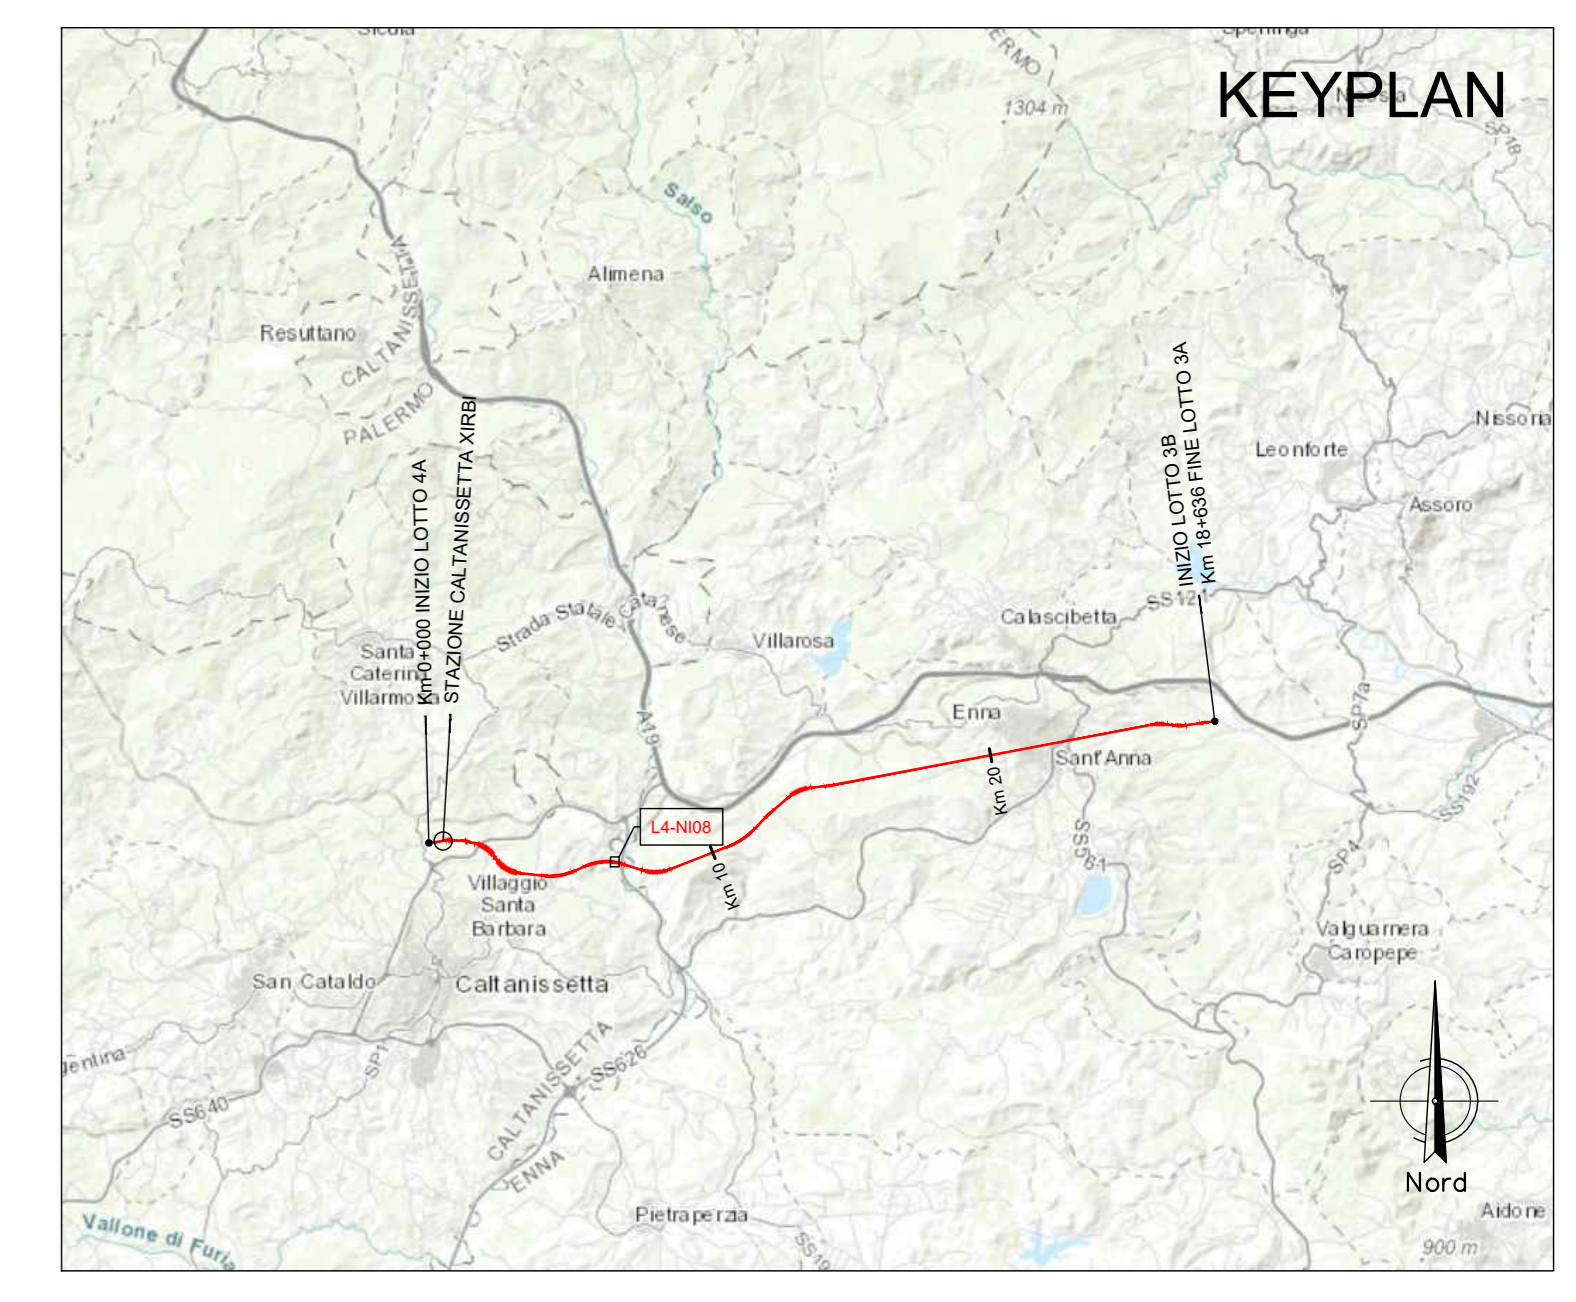 KEYPLAN
1304 m
Salso
Alimena
Resuttano
CALTANISSETTA
PALERMO
Nissoria
Leonforte
Assoro
Km 0+000 INIZIO LOTTO 4A
STAZIONE CALTANISSETTA XIRBI
INIZIO LOTTO 3B
Km 18+636 FINE LOTTO 3A
SS121
Calascibetta
Strada Statale Catanese
Villarosa
Santa
Caterina
Villarmosa
A19
Enna
Sant'Anna
SP7a
Km 20
SS192
L4-NI08
Km 10
SS561
SP4
Villaggio
Santa
Barbara
Valguarnera
Caropepe
San Cataldo
Caltanissetta
gentina
SP1
SS640
SS626
CALTANISSETTA
ENNA
Nord
Pietraperzia
Aidone
Vallone di Furia
SS19
900 m